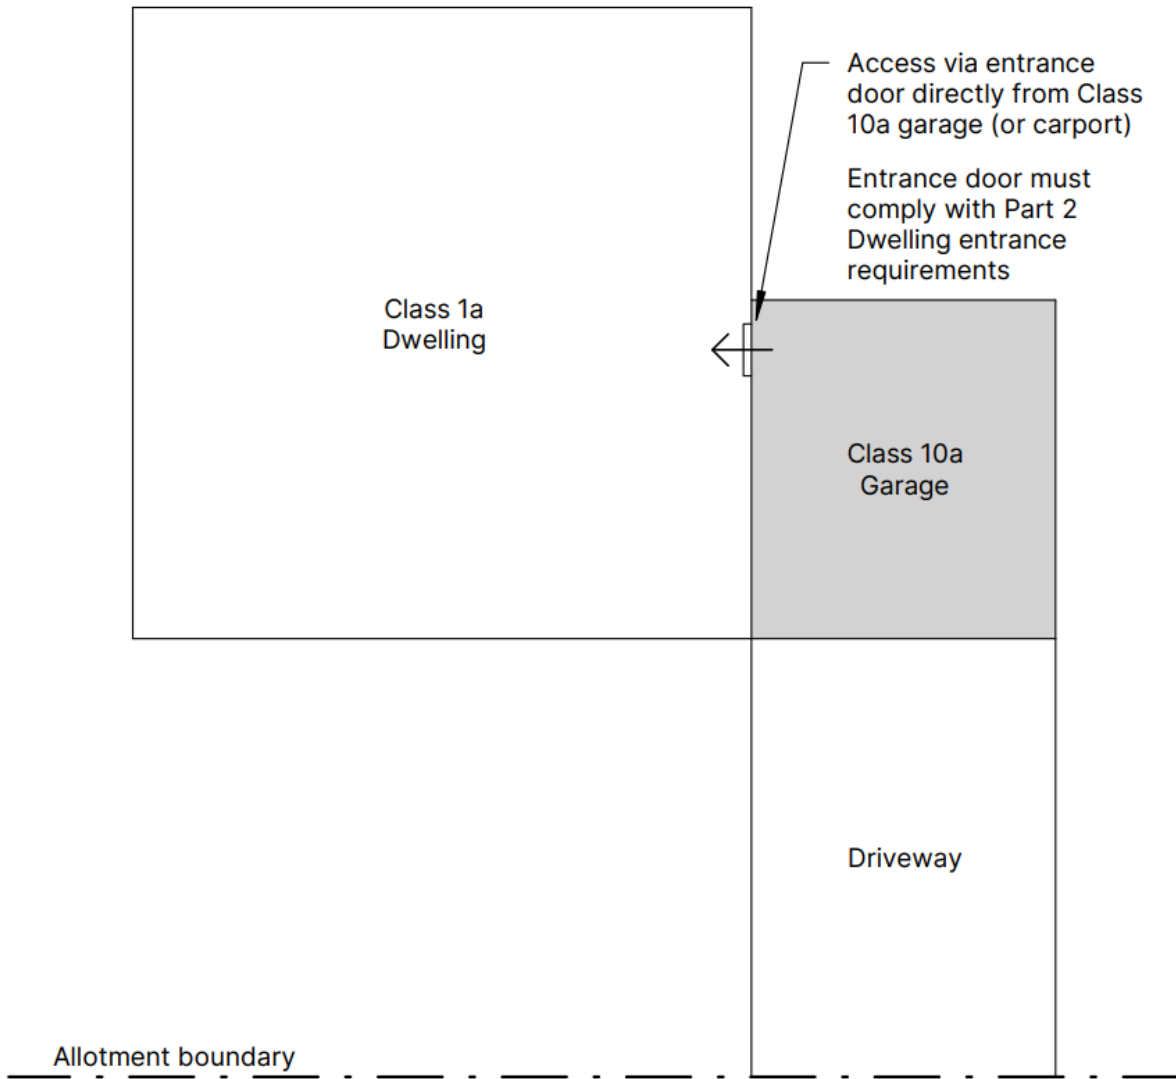 Access via entrance
door directly from Class
10a garage (or carport)
Entrance door must
comply with Part 2
Dwelling entrance
requirements
Class 1a
Dwelling
Class 10a
Garage
Driveway
Allotment boundary